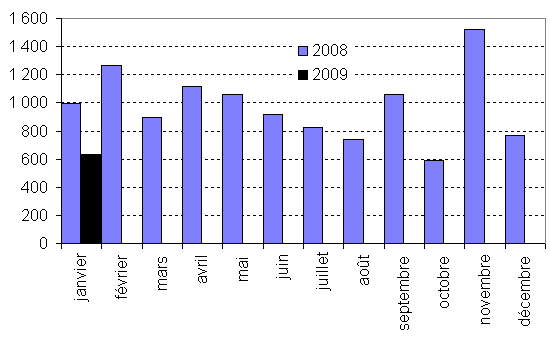 1 600
1 400
1 200
1 000
800
600
400
200
0
2008
2009
janvier
février
mars
avril
mai
juin
juillet
août
septembre
octobre
novembre
décembre